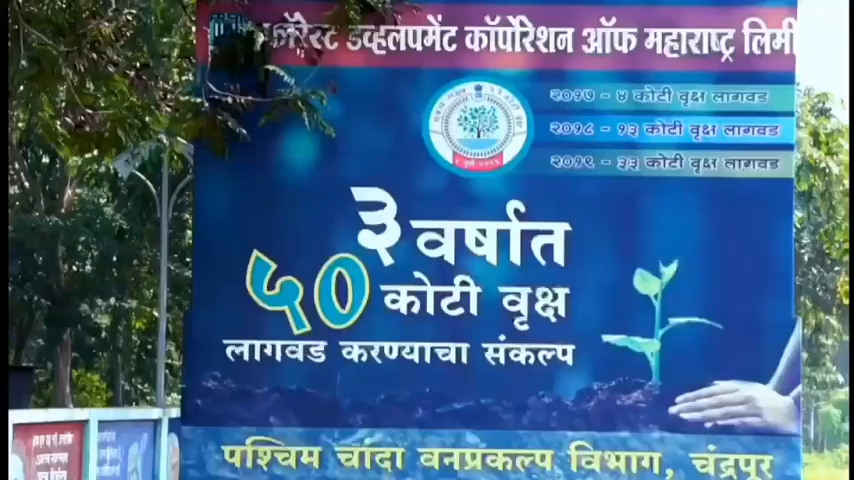 फॉरेस्ट डेव्हलपमेंट कॉर्पोरेशन ऑफ महाराष्ट्र लिमी
२०१७ - ४ कोटी वृक्ष लागवड
२०१८ - १३ कोटी वृक्ष लागवड
२०१९ - ३३ कोटी वृक्ष लागवड
३ वर्षात
५० कोटी वृक्ष
लागवड करण्याचा संकल्प
पश्चिम चांदा वनप्रकल्प विभाग, चंद्रपूर